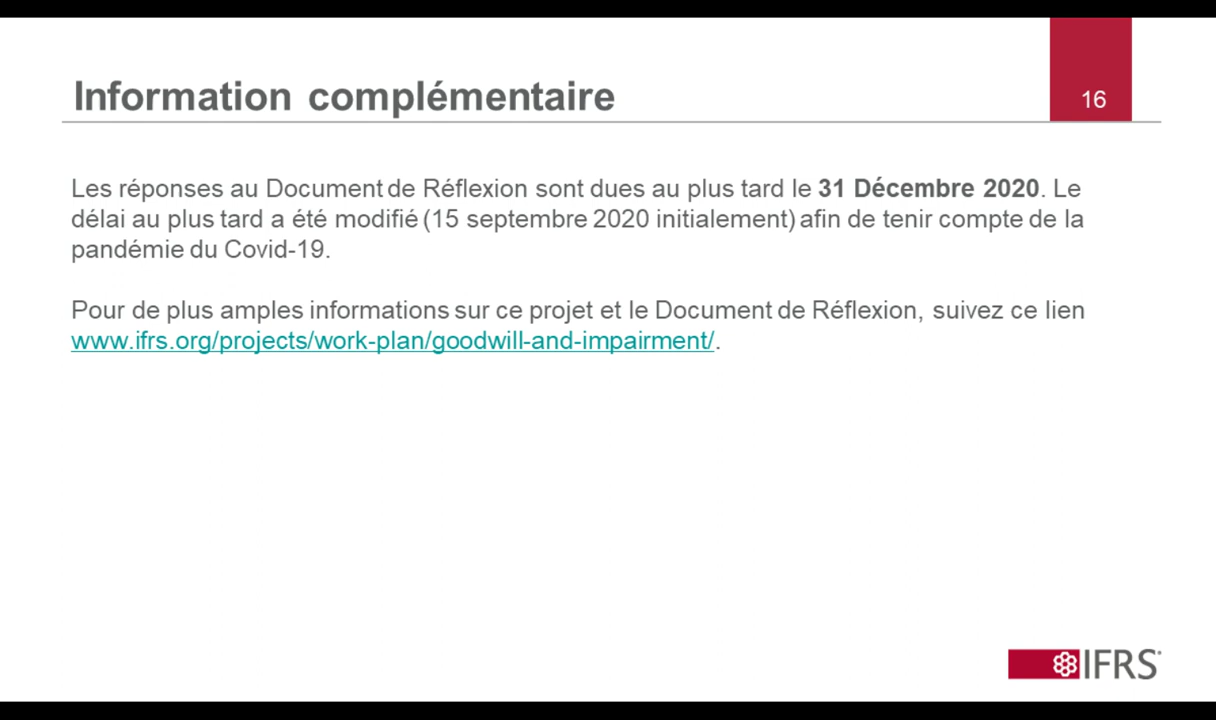 Information complémentaire
16
Les réponses au Document de Réflexion sont dues au plus tard le 31 Décembre 2020. Le
délai au plus tard a été modifié (15 septembre 2020 initialement) afin de tenir compte de la
pandémie du Covid-19.
Pour de plus amples informations sur ce projet et le Document de Réflexion, suivez ce lien
www.ifrs.org/projects/work-plan/goodwill-and-impairment/.
IFRS